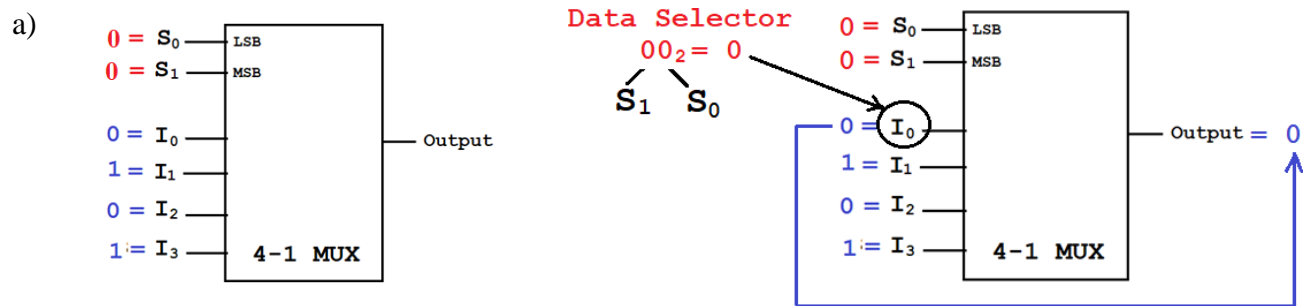 a)
0 = S₀ LSB
0 = S₁ MSB
0 = I₀
Output
1 = I₁
0 = I₂
1 = I₃
4-1 MUX
Data Selector
00₂ = 0
S₁ S₀
0 = S₀ LSB
0 = S₁ MSB
0 = I₀
Output = 0
1 = I₁
0 = I₂
1 = I₃
4-1 MUX